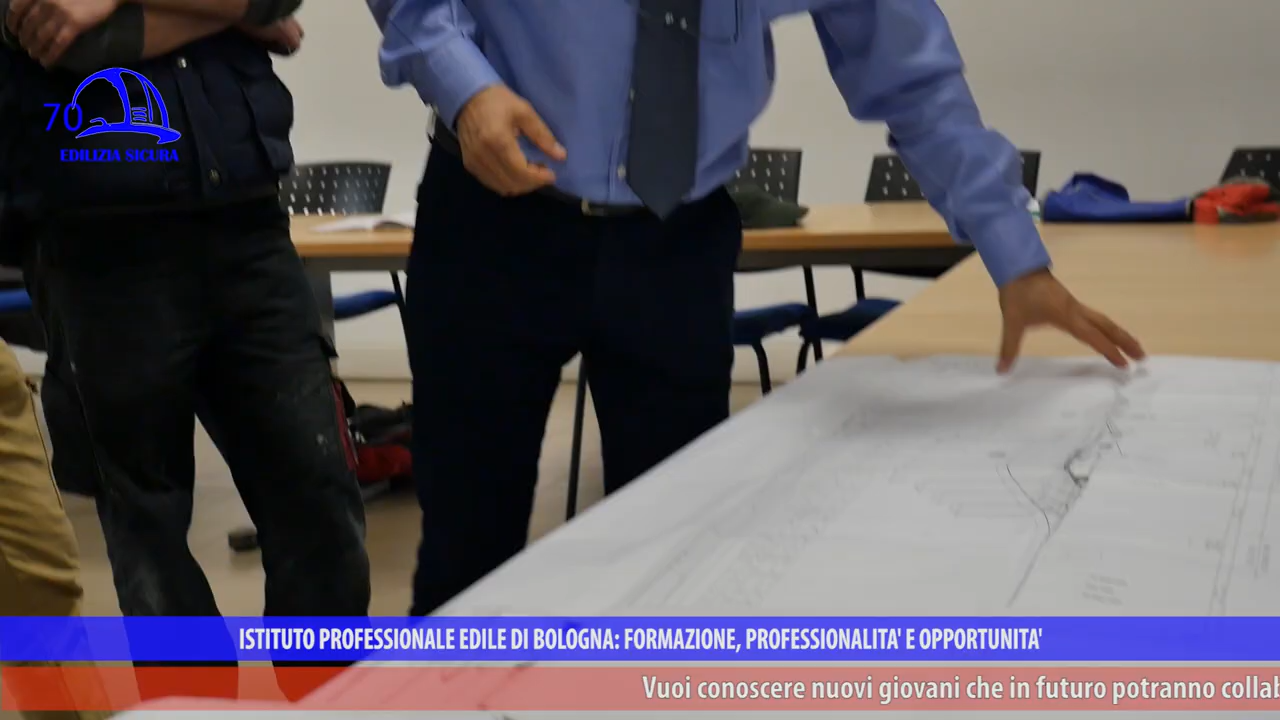 70
EDILIZIA SICURA
ISTITUTO PROFESSIONALE EDILE DI BOLOGNA: FORMAZIONE, PROFESSIONALITA' E OPPORTUNITA'
Vuoi conoscere nuovi giovani che in futuro potranno collab